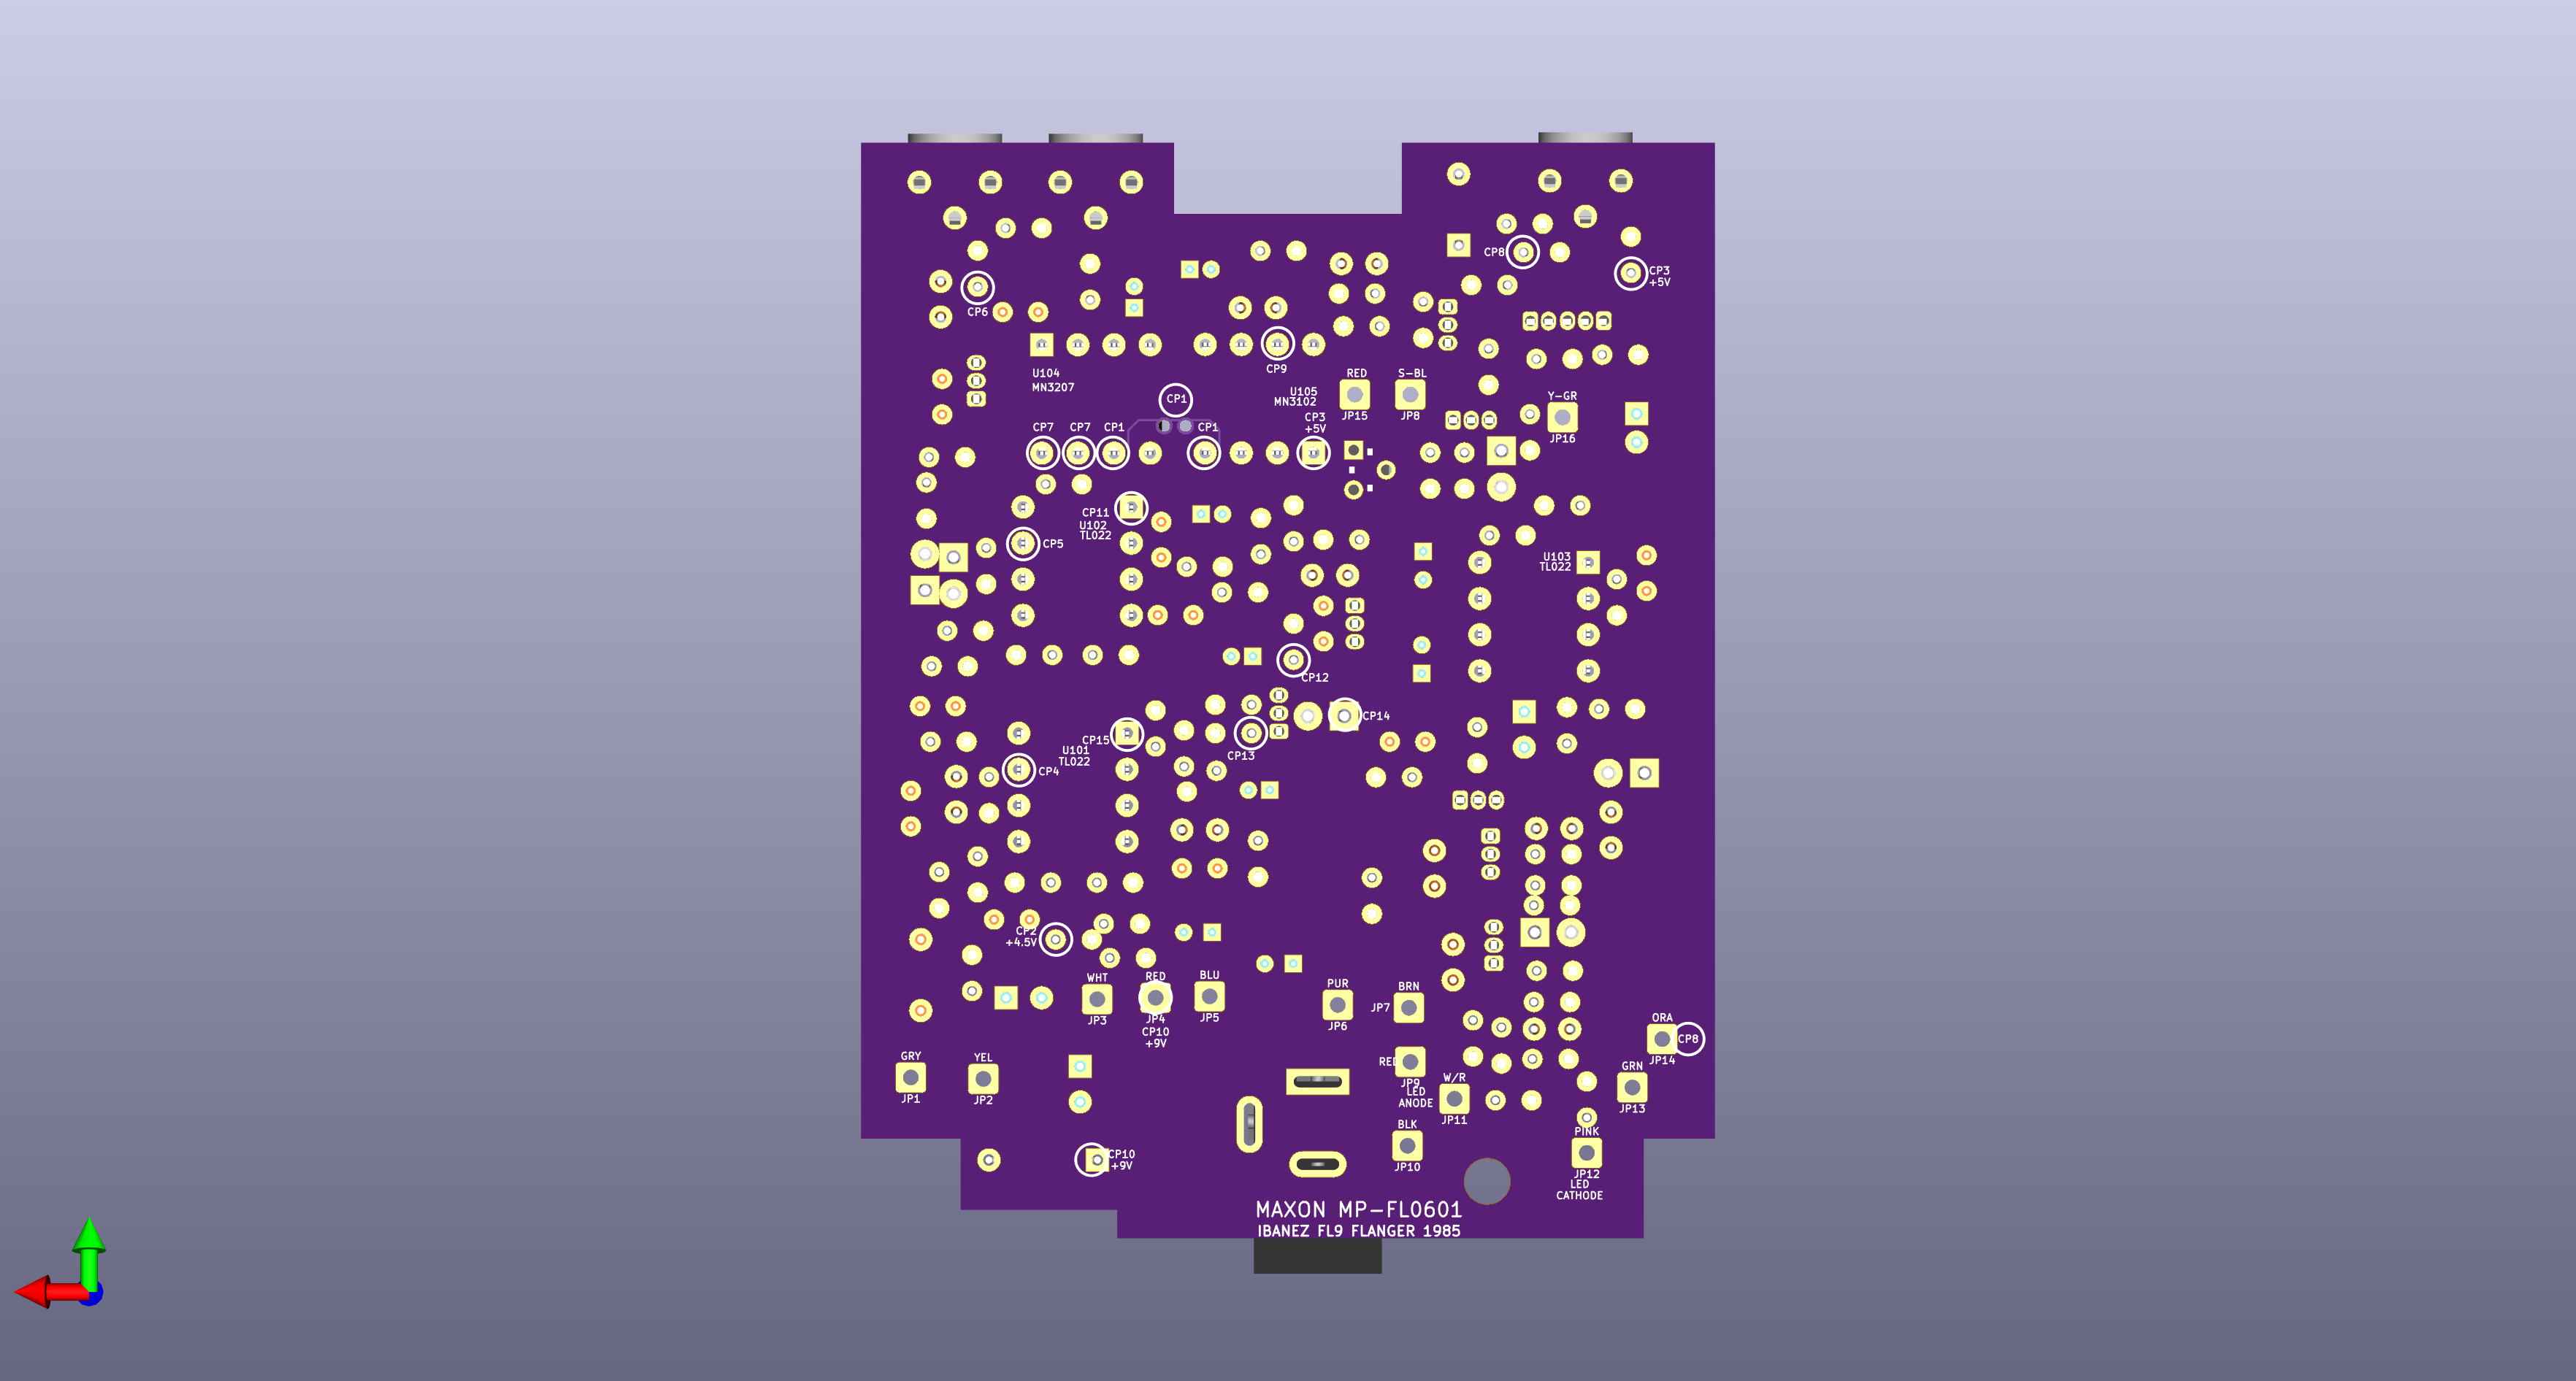 CP8
CP3
+5V
CP6
U104
MN3207
CP9
RED
JP15
S-BL
JP8
U105
MN3102
CP3
+5V
Y-GR
JP16
CP1
CP7
CP7
CP1
CP1
CP11
U102
TL022
CP5
U103
TL022
CP12
CP14
CP15
U101
TL022
CP4
CP13
CP2
+4.5V
WHT
JP3
RED
JP4
CP10
+9V
BLU
JP5
PUR
JP6
BRN
JP7
ORA
JP14
CP8
GRY
JP1
YEL
JP2
RED
JP9
LED
ANODE
W/R
JP11
GRN
JP13
BLK
JP10
PINK
JP12
LED
CATHODE
CP10
+9V
MAXON MP-FL0601
IBANEZ FL9 FLANGER 1985